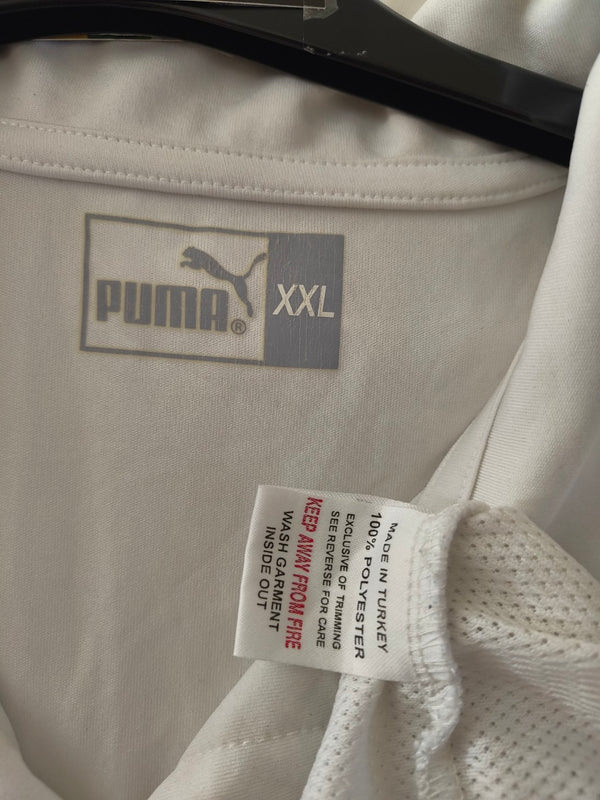 PUMA® XXL
MADE IN TURKEY
100% POLYESTER
EXCLUSIVE OF TRIMMING
SEE REVERSE FOR CARE
KEEP AWAY FROM FIRE
WASH GARMENT
INSIDE OUT